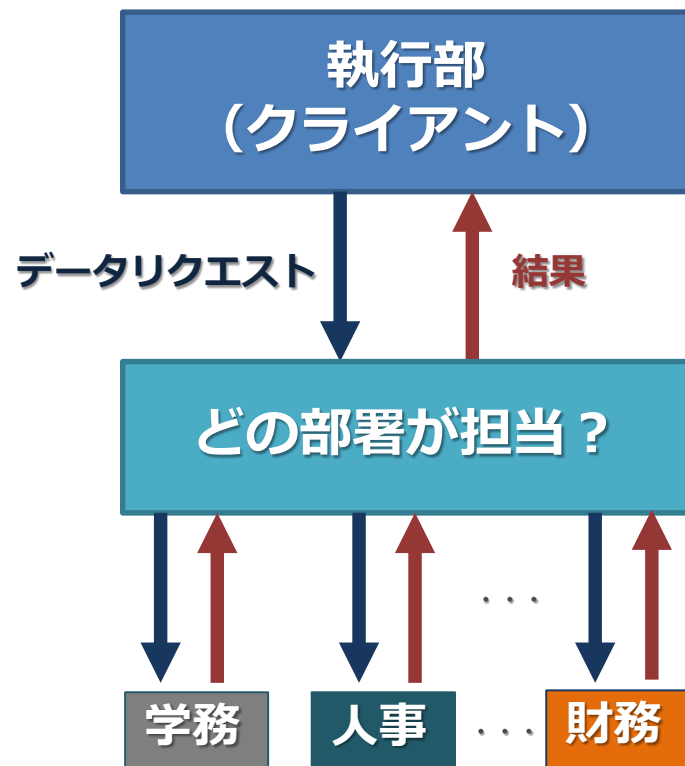 執行部
（クライアント）
データリクエスト
結果
どの部署が担当？
. . .
学務
人事
. . .
財務